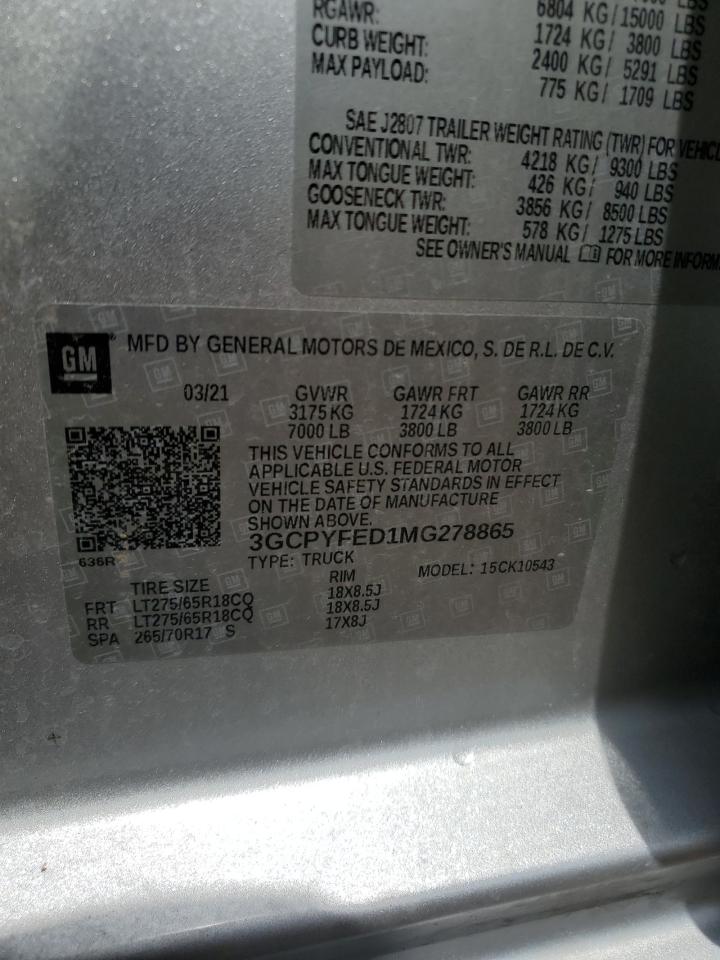 RGAWR: 6804 KG/15000 LBS
CURB WEIGHT: 1724 KG/ 3800 LBS
MAX PAYLOAD: 2400 KG/ 5291 LBS
775 KG/ 1709 LBS
SAE J2807 TRAILER WEIGHT RATING (TWR) FOR VEHIC
CONVENTIONAL TWR: 4218 KG/ 9300 LBS
MAX TONGUE WEIGHT: 426 KG/ 940 LBS
GOOSENECK TWR: 3856 KG/ 8500 LBS
MAX TONGUE WEIGHT: 578 KG/ 1275 LBS
SEE OWNER'S MANUAL FOR MORE INFORM
GM MFD BY GENERAL MOTORS DE MEXICO, S. DE R.L. DE C.V.
03/21 GVWR GAWR FRT GAWR RR
3175 KG 1724 KG 1724 KG
7000 LB 3800 LB 3800 LB
THIS VEHICLE CONFORMS TO ALL
APPLICABLE U.S. FEDERAL MOTOR
VEHICLE SAFETY STANDARDS IN EFFECT
ON THE DATE OF MANUFACTURE
SHOWN ABOVE.
3GCPYFED1MG278865
636R TYPE: TRUCK MODEL: 15CK10543
TIRE SIZE RIM
FRT LT275/65R18CQ 18X8.5J
RR LT275/65R18CQ 18X8.5J
SPA 265/70R17 S 17X8J